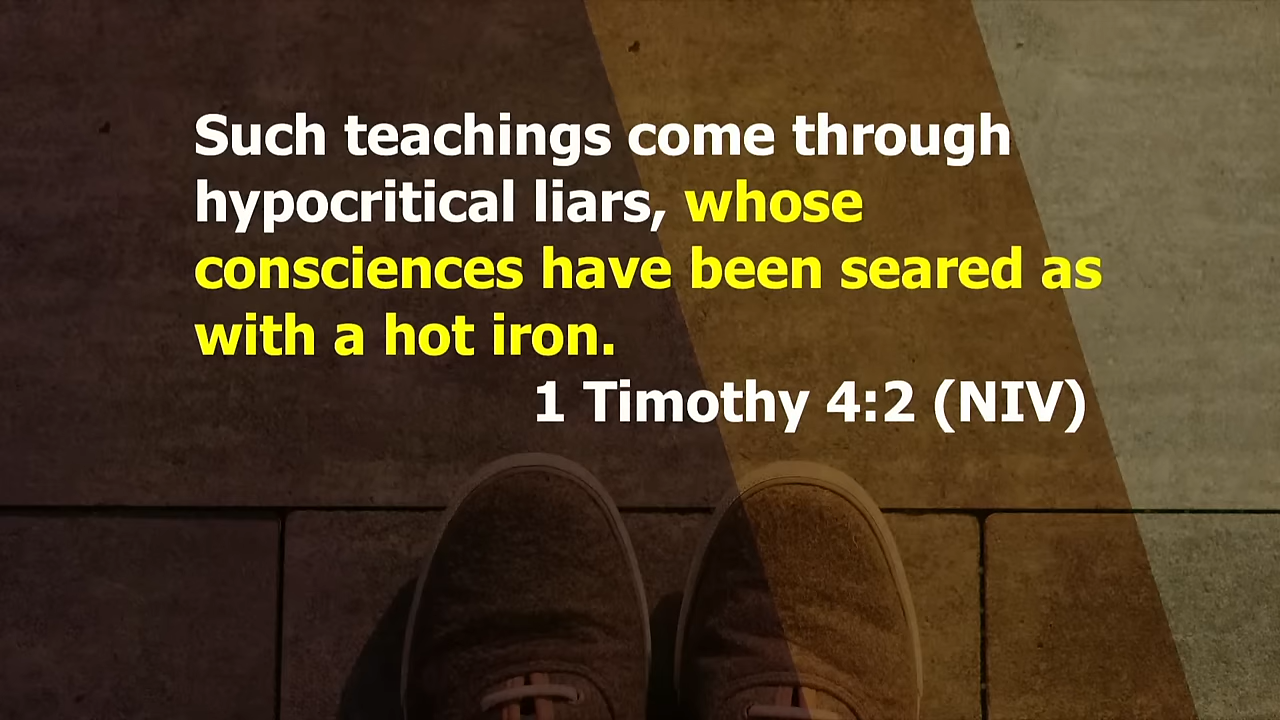 Such teachings come through
hypocritical liars, whose
consciences have been seared as
with a hot iron.
1 Timothy 4:2 (NIV)